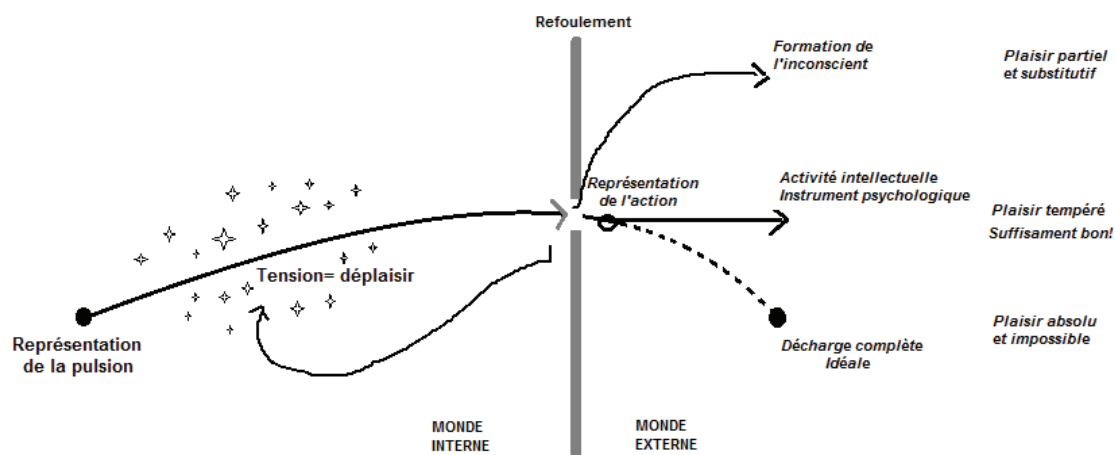 Refoulement
Formation de
l'inconscient
Plaisir partiel
et substitutif
Représentation
de l'action
Activité intellectuelle
Instrument psychologique
Plaisir tempéré
Suffisament bon!
Tension= déplaisir
Représentation
de la pulsion
Décharge complète
Idéale
Plaisir absolu
et impossible
MONDE
INTERNE
MONDE
EXTERNE